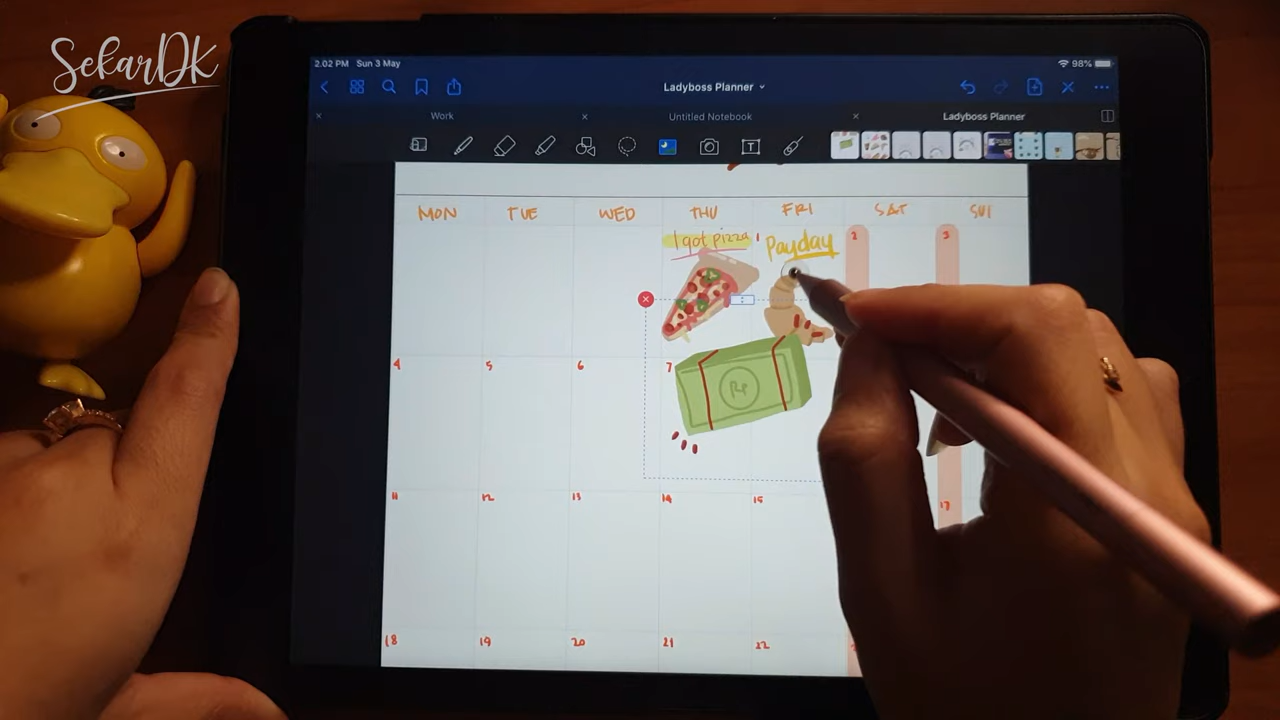 SekarDK
2.02 PM Sun 3 May
98%
Ladyboss Planner
Work
Untitled Notebook
Ladyboss Planner
T
MON TUE WED THU FRI SAT SUN
I got pizza 1 Payday 2 3
4 5 6 7
Rp
11 12 13 14 15 17
18 19 20 21 22